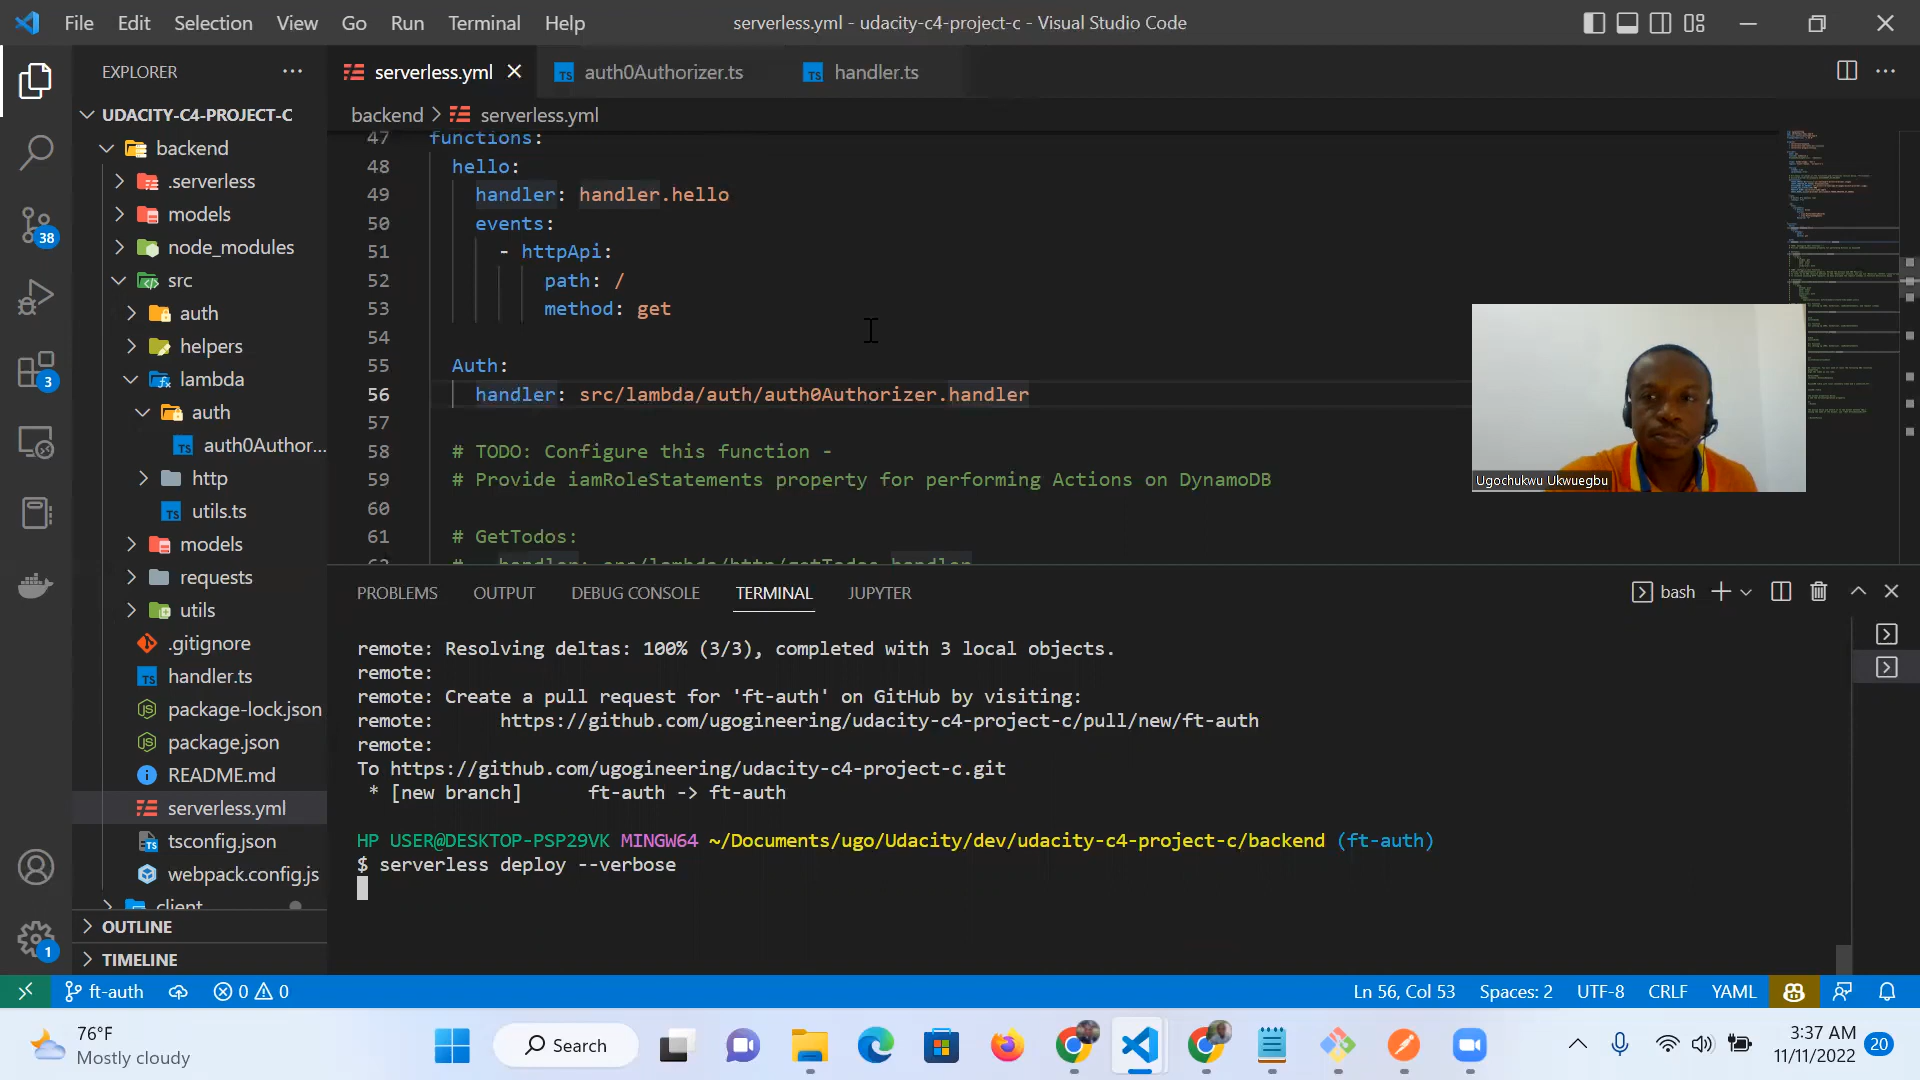 File Edit Selection View Go Run Terminal Help
serverless.yml - udacity-c4-project-c - Visual Studio Code
EXPLORER
serverless.yml
auth0Authorizer.ts
handler.ts
UDACITY-C4-PROJECT-C
backend
.serverless
models
node_modules
src
auth
helpers
lambda
auth
auth0Author...
http
utils.ts
models
requests
utils
.gitignore
handler.ts
package-lock.json
package.json
README.md
serverless.yml
tsconfig.json
webpack.config.js
client
OUTLINE
TIMELINE
38
3
1
backend > serverless.yml
47 functions:
48 hello:
49 handler: handler.hello
50 events:
51 - httpApi:
52 path: /
53 method: get
54
55 Auth:
56 handler: src/lambda/auth/auth0Authorizer.handler
57
58 # TODO: Configure this function -
59 # Provide iamRoleStatements property for performing Actions on DynamoDB
60
61 # GetTodos:
62 # handler: src/lambda/http/getTodos.handler
Ugochukwu Ukwuegbu
PROBLEMS OUTPUT DEBUG CONSOLE TERMINAL JUPYTER
bash
remote: Resolving deltas: 100% (3/3), completed with 3 local objects.
remote:
remote: Create a pull request for 'ft-auth' on GitHub by visiting:
remote: https://github.com/ugogineering/udacity-c4-project-c/pull/new/ft-auth
remote:
To https://github.com/ugogineering/udacity-c4-project-c.git
* [new branch] ft-auth -> ft-auth
HP USER@DESKTOP-PSP29VK MINGW64 ~/Documents/ugo/Udacity/dev/udacity-c4-project-c/backend (ft-auth)
$ serverless deploy --verbose
ft-auth
0 0
Ln 56, Col 53 Spaces: 2 UTF-8 CRLF YAML
76°F
Mostly cloudy
Search
3:37 AM
11/11/2022
20